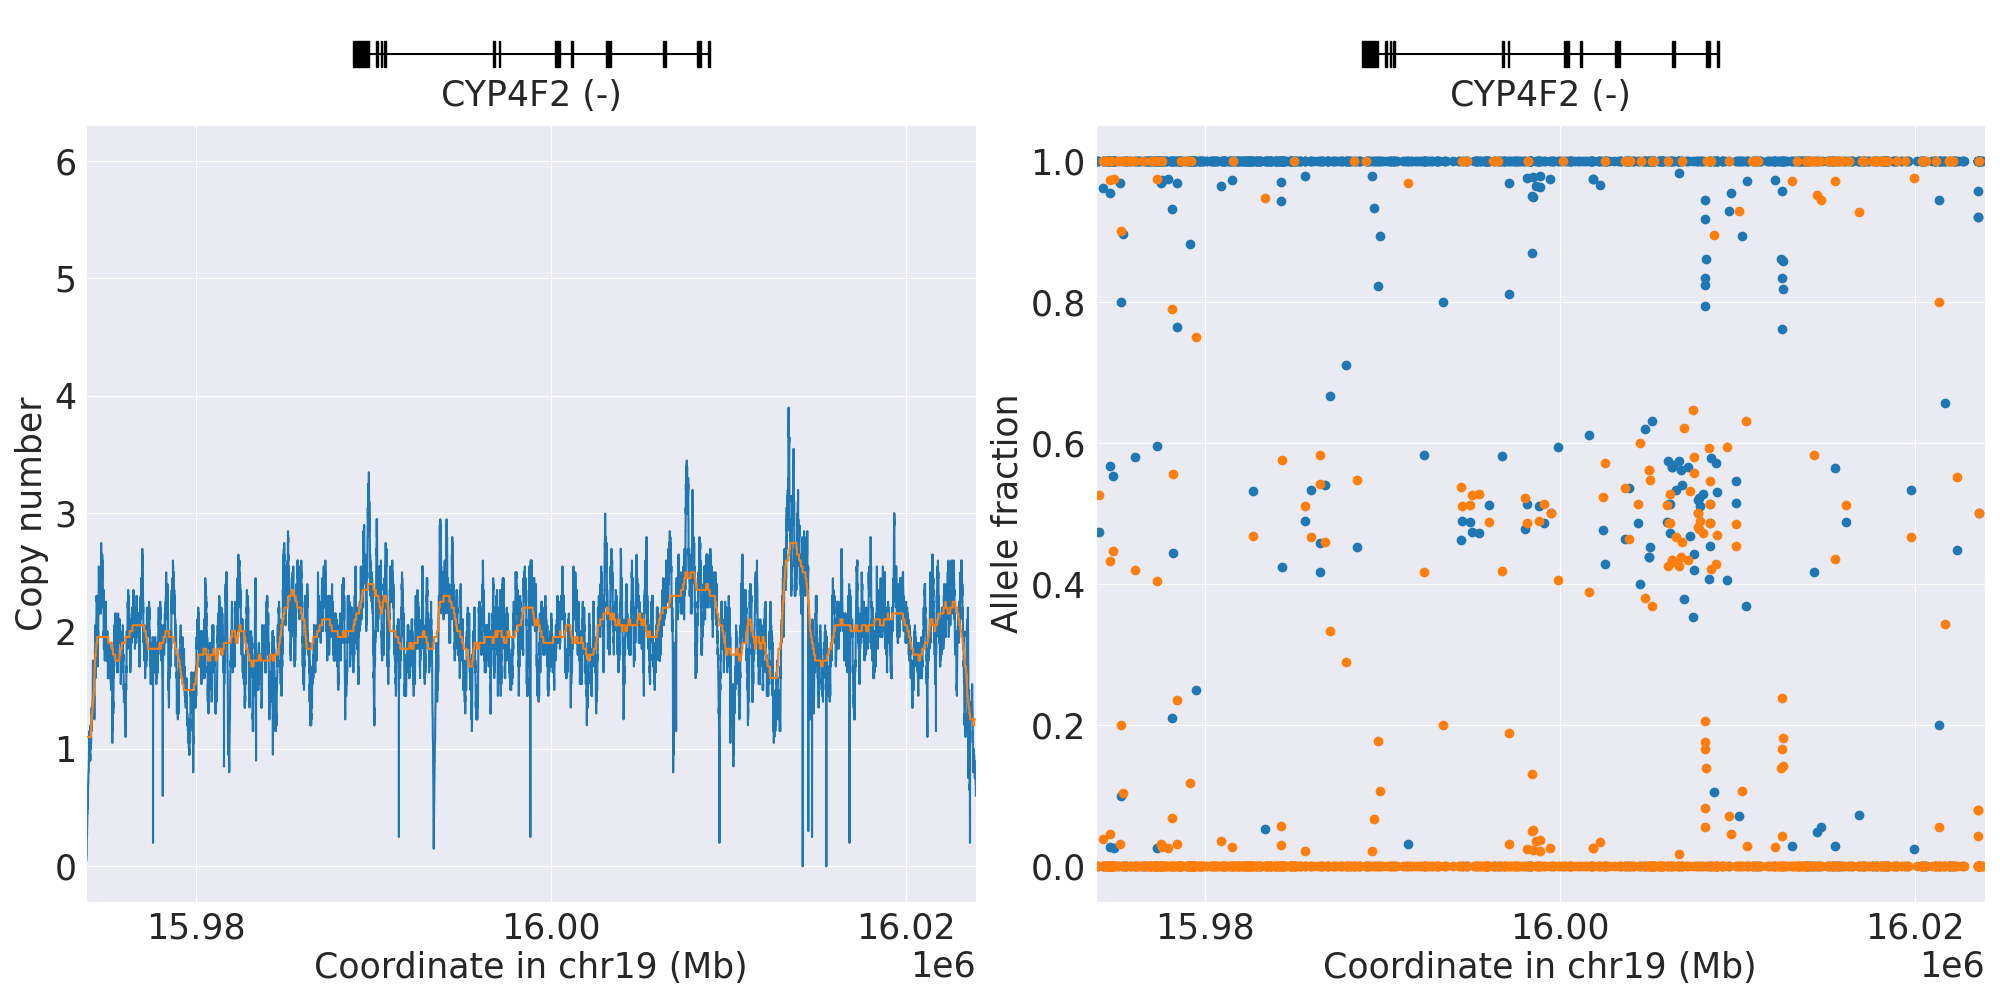 CYP4F2 (-)
6
5
4
3
2
1
0
Copy number
15.98
16.00
16.02
Coordinate in chr19 (Mb)
1e6
CYP4F2 (-)
1.0
0.8
0.6
0.4
0.2
0.0
Allele fraction
15.98
16.00
16.02
Coordinate in chr19 (Mb)
1e6